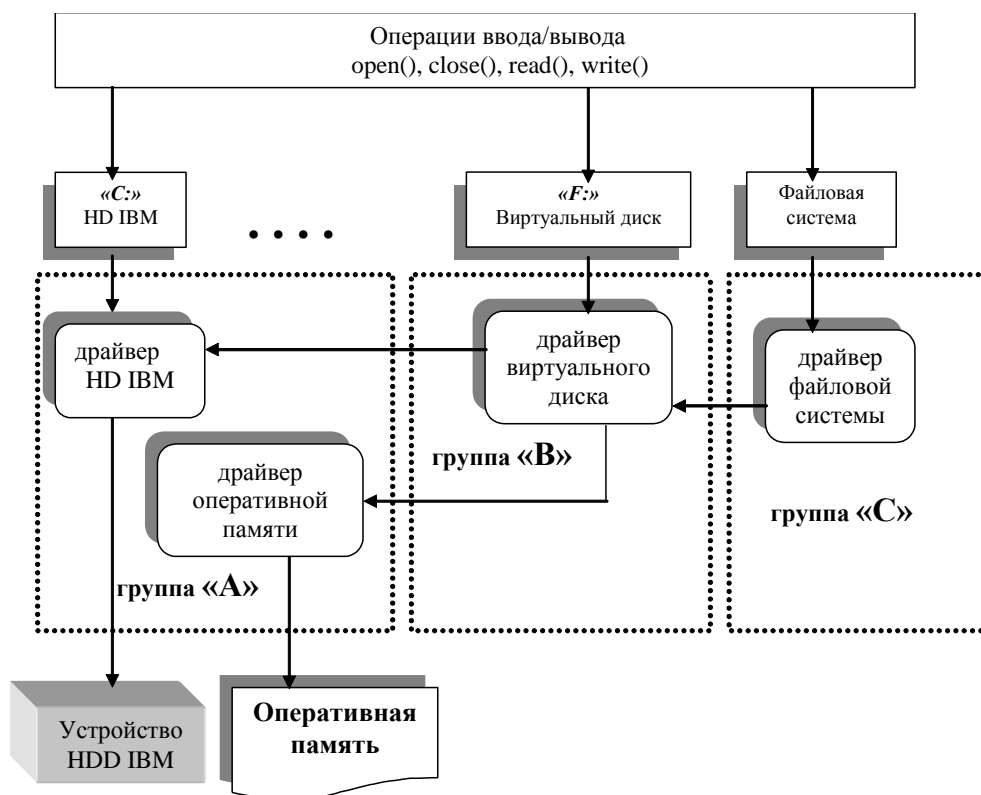 Операции ввода/вывода
open(), close(), read(), write()
«C:»
HD IBM
. . . .
«F:»
Виртуальный диск
Файловая
система
драйвер
HD IBM
драйвер
виртуального
диска
драйвер
файловой
системы
группа «B»
драйвер
оперативной
памяти
группа «C»
группа «A»
Устройство
HDD IBM
Оперативная
память